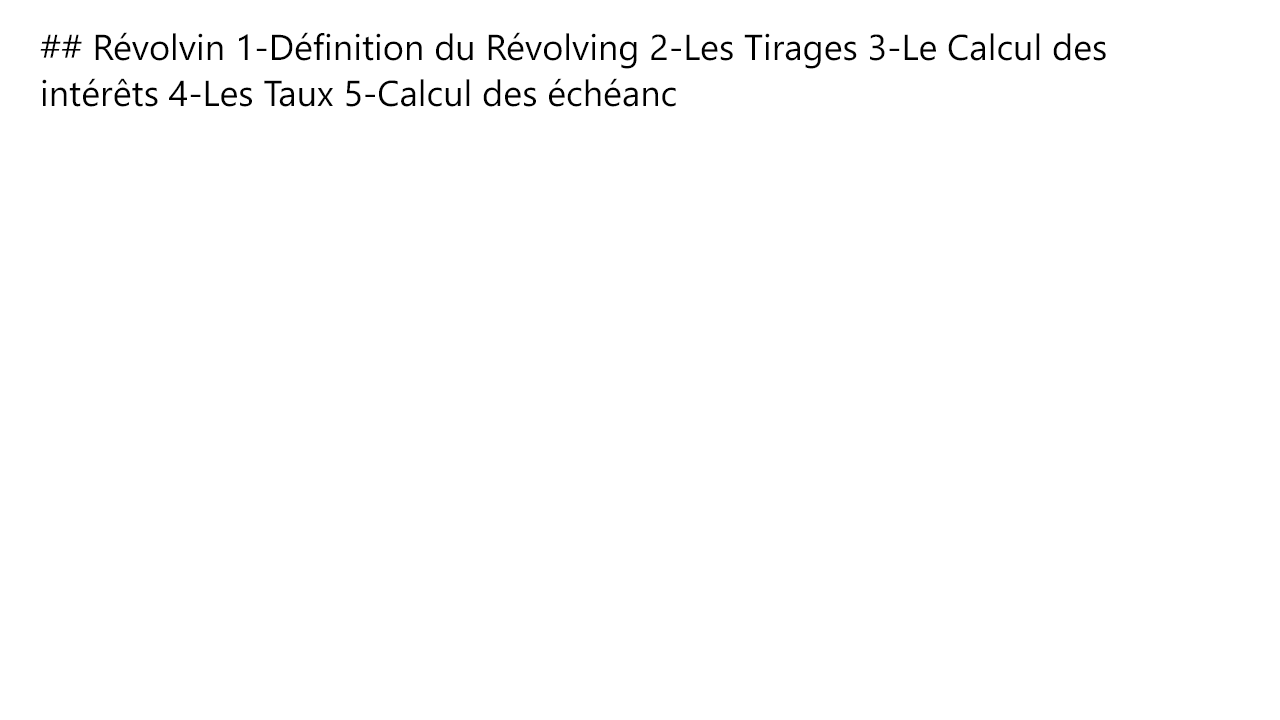 ## Révolvin 1-Définition du Révolving 2-Les Tirages 3-Le Calcul des
intérêts 4-Les Taux 5-Calcul des échéanc